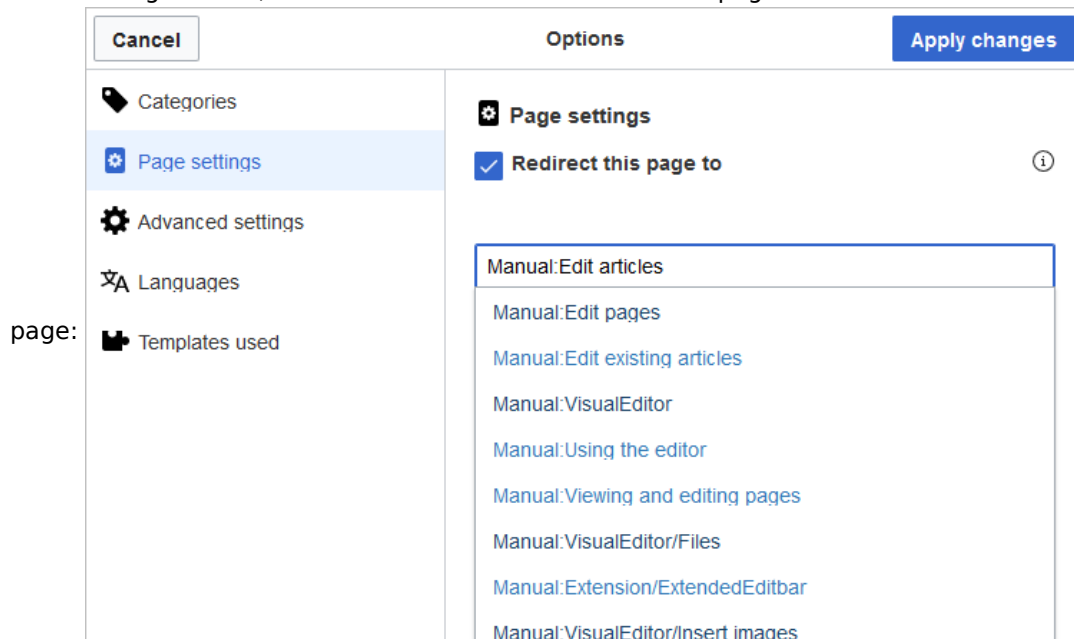 Cancel
Options
Apply changes
Categories
Page settings
Advanced settings
Languages
Templates used
page:
Page settings
Redirect this page to
Manual:Edit articles
Manual:Edit pages
Manual:Edit existing articles
Manual:VisualEditor
Manual:Using the editor
Manual:Viewing and editing pages
Manual:VisualEditor/Files
Manual:Extension/ExtendedEditbar
Manual:VisualEditor/Insert images